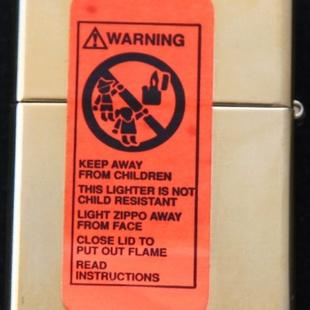 WARNING
KEEP AWAY
FROM CHILDREN
THIS LIGHTER IS NOT
CHILD RESISTANT
LIGHT ZIPPO AWAY
FROM FACE
CLOSE LID TO
PUT OUT FLAME
READ
INSTRUCTIONS